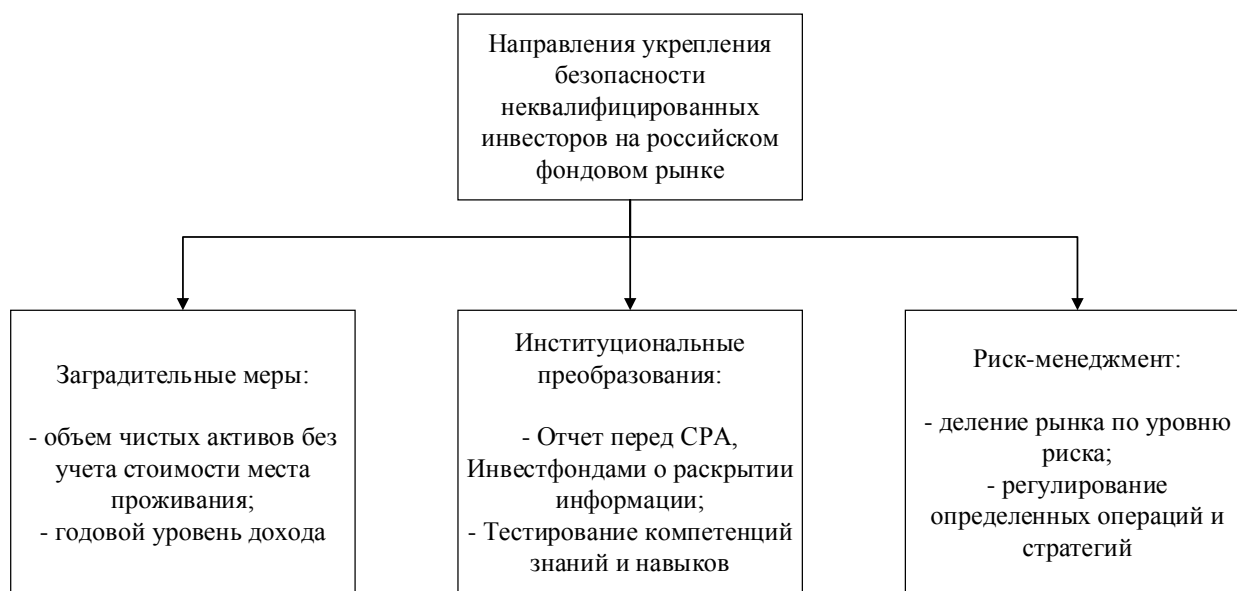 Направления укрепления
безопасности
неквалифицированных
инвесторов на российском
фондовом рынке
Заградительные меры:
- объем чистых активов без
учета стоимости места
проживания;
- годовой уровень дохода
Институциональные
преобразования:
- Отчет перед СРА,
Инвестфондами о раскрытии
информации;
- Тестирование компетенций
знаний и навыков
Риск-менеджмент:
- деление рынка по уровню
риска;
- регулирование
определенных операций и
стратегий